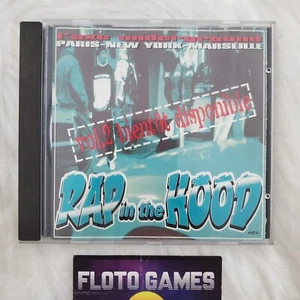 PARIS-NEW YORK-MARSEILLE
vol.2 bientôt disponible
RAP in the HOOD
FLOTO GAMES